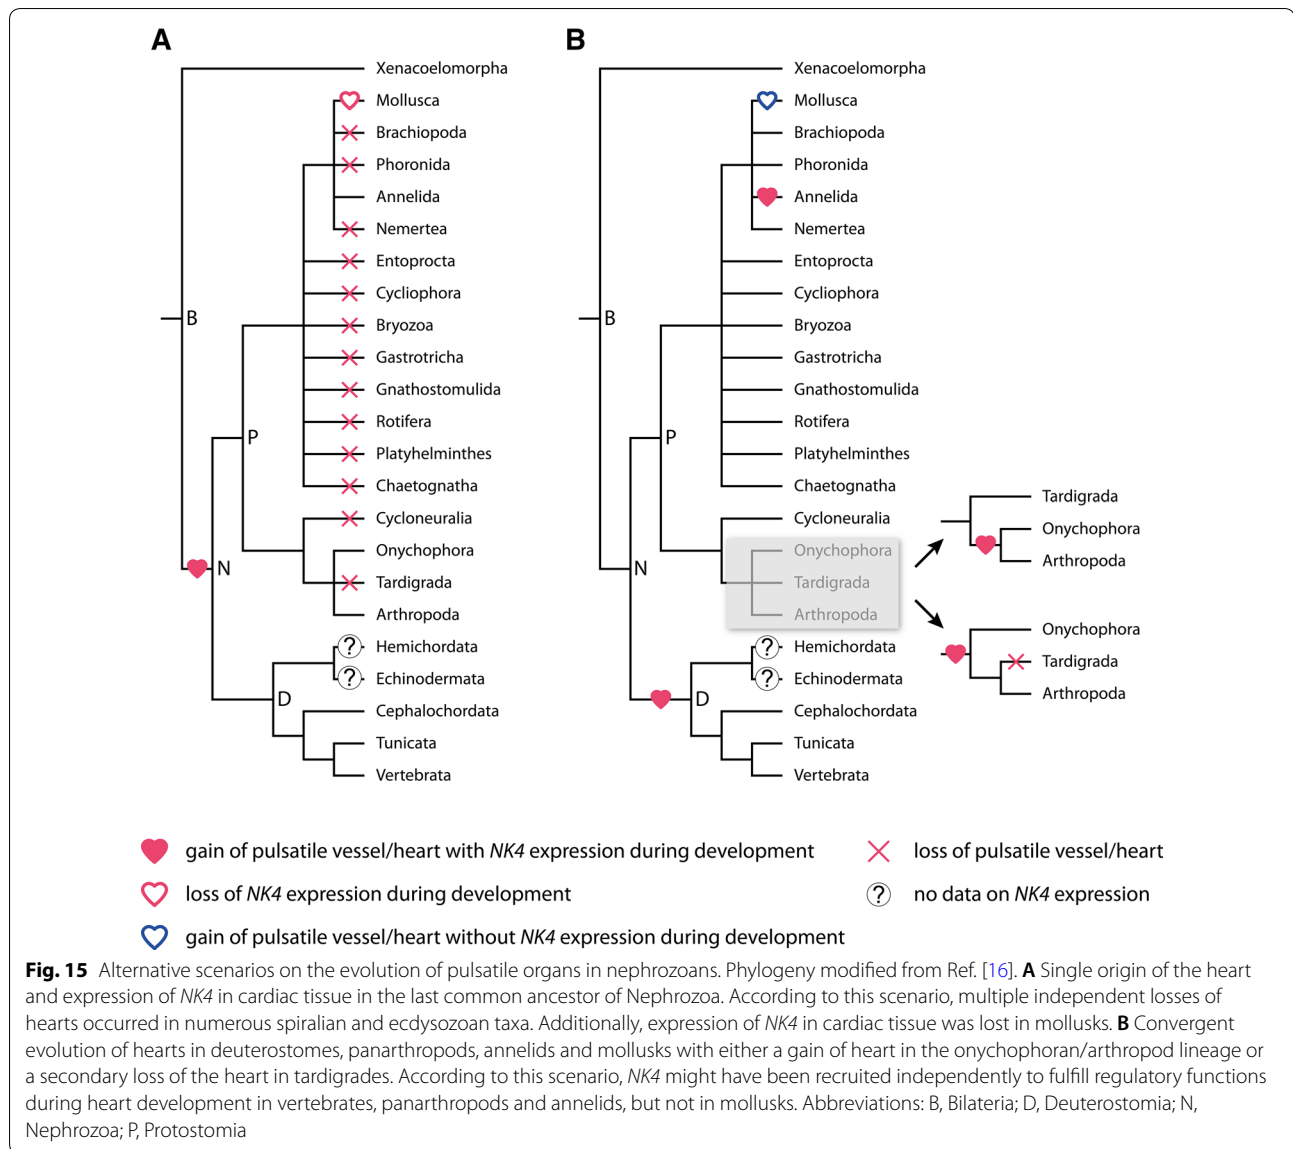 A
B
Xenacoelomorpha
Mollusca
Brachiopoda
Phoronida
Annelida
Nemertea
Entoprocta
Cycliophora
Bryozoa
Gastrotricha
Gnathostomulida
Rotifera
Platyhelminthes
Chaetognatha
Cycloneuralia
Onychophora
Tardigrada
Arthropoda
Hemichordata
Echinodermata
Cephalochordata
Tunicata
Vertebrata
B
P
N
D
?
?
Xenacoelomorpha
Mollusca
Brachiopoda
Phoronida
Annelida
Nemertea
Entoprocta
Cycliophora
Bryozoa
Gastrotricha
Gnathostomulida
Rotifera
Platyhelminthes
Chaetognatha
Cycloneuralia
Onychophora
Tardigrada
Arthropoda
Hemichordata
Echinodermata
Cephalochordata
Tunicata
Vertebrata
B
P
N
D
?
?
Tardigrada
Onychophora
Arthropoda
Onychophora
Tardigrada
Arthropoda
gain of pulsatile vessel/heart with NK4 expression during development
loss of NK4 expression during development
gain of pulsatile vessel/heart without NK4 expression during development
loss of pulsatile vessel/heart
? no data on NK4 expression
Fig. 15 Alternative scenarios on the evolution of pulsatile organs in nephrozoans. Phylogeny modified from Ref. [16]. A Single origin of the heart
and expression of NK4 in cardiac tissue in the last common ancestor of Nephrozoa. According to this scenario, multiple independent losses of
hearts occurred in numerous spiralian and ecdysozoan taxa. Additionally, expression of NK4 in cardiac tissue was lost in mollusks. B Convergent
evolution of hearts in deuterostomes, panarthropods, annelids and mollusks with either a gain of heart in the onychophoran/arthropod lineage or
a secondary loss of the heart in tardigrades. According to this scenario, NK4 might have been recruited independently to fulfill regulatory functions
during heart development in vertebrates, panarthropods and annelids, but not in mollusks. Abbreviations: B, Bilateria; D, Deuterostomia; N,
Nephrozoa; P, Protostomia